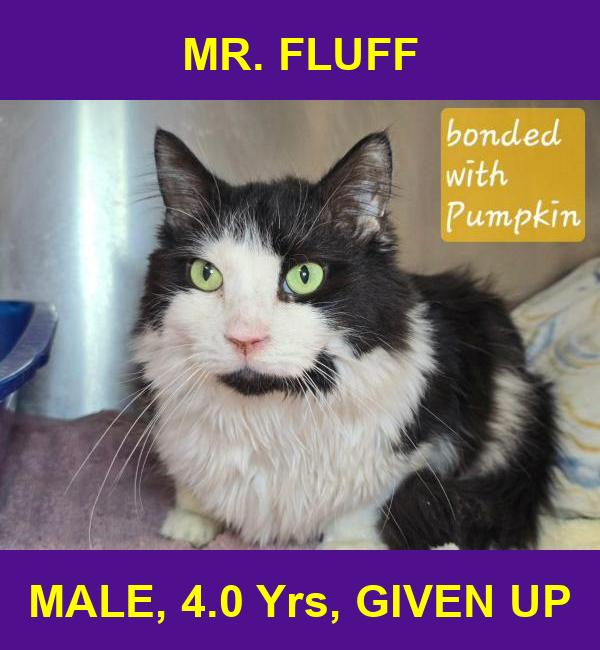 MR. FLUFF
bonded
with
Pumpkin
MALE, 4.0 Yrs, GIVEN UP